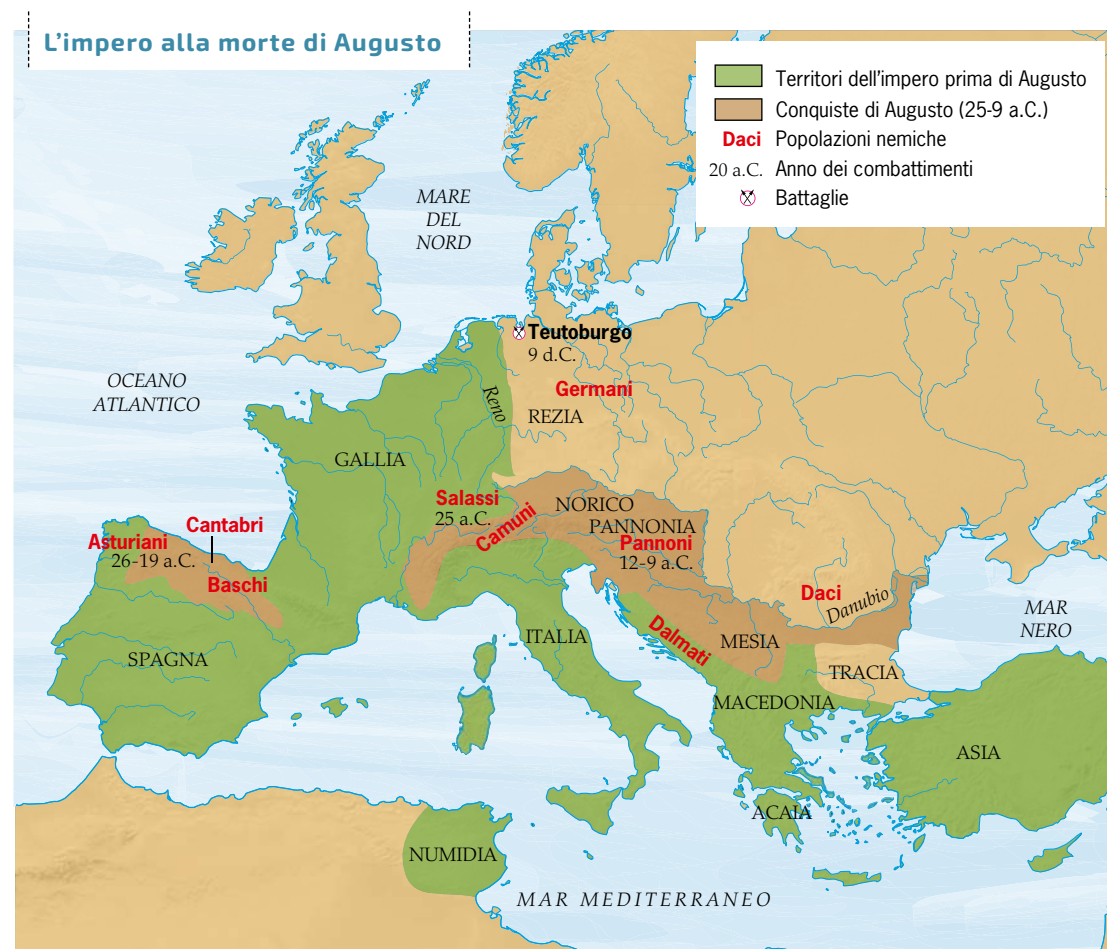 L'impero alla morte di Augusto
Territori dell'impero prima di Augusto
Conquiste di Augusto (25-9 a.C.)
Daci Popolazioni nemiche
20 a.C. Anno dei combattimenti
Battaglie
MARE
DEL
NORD
OCEANO
ATLANTICO
Teutoburgo
9 d.C.
Germani
Reno
REZIA
GALLIA
Salassi
25 a.C.
Camuni
NORICO
PANNONIA
Pannoni
12-9 a.C.
Cantabri
Asturiani
26-19 a.C.
Baschi
Daci
Danubio
MAR
NERO
SPAGNA
ITALIA
Dalmati
MESIA
TRACIA
MACEDONIA
ASIA
ACAIA
NUMIDIA
MAR MEDITERRANEO